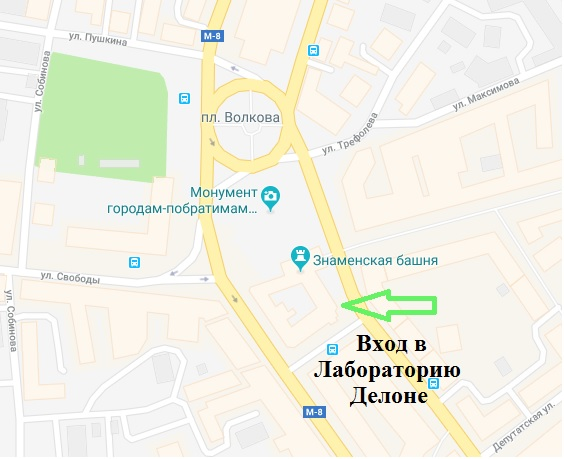 ул. Пушкина
М-8
ул. Собинова
пл. Волкова
ул. Максимова
ул. Трефолева
Монумент
городам-побратимам...
Знаменская башня
ул. Свободы
ул. Собинова
Вход в
Лабораторию
Делоне
М-8
Депутатская ул.